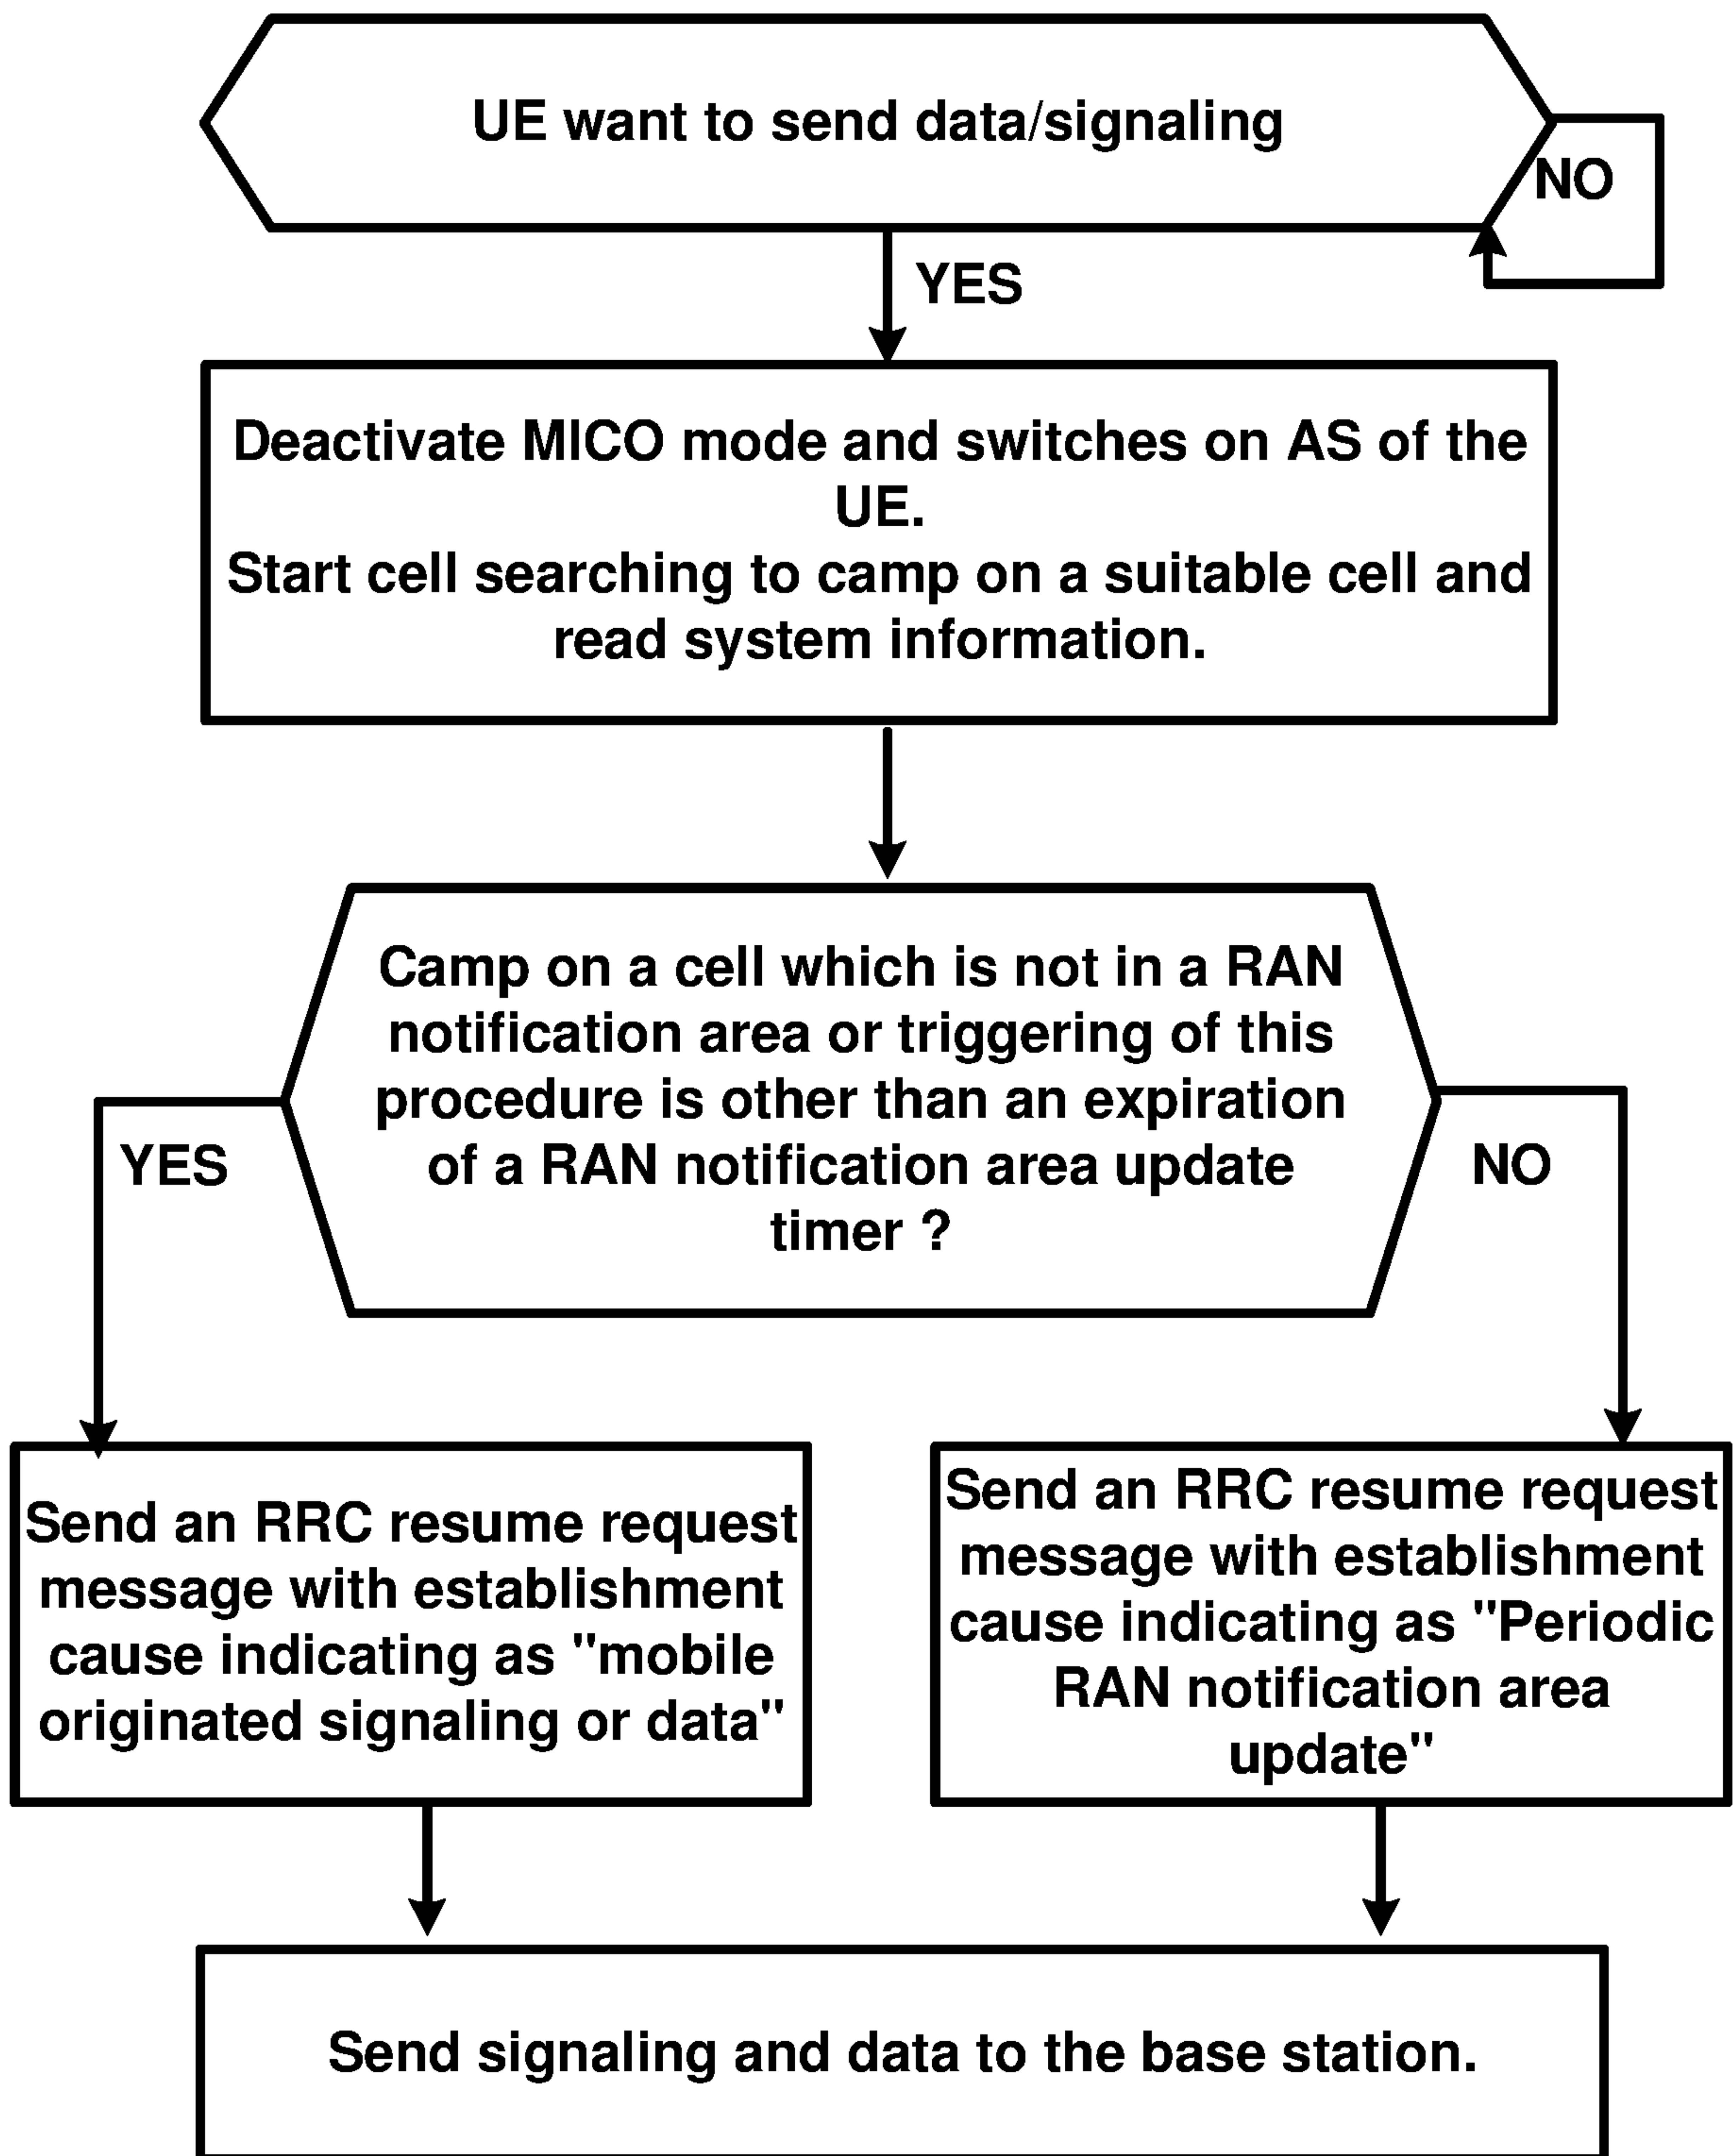 UE want to send data/signaling
NO
YES
Deactivate MICO mode and switches on AS of the
UE.
Start cell searching to camp on a suitable cell and
read system information.
Camp on a cell which is not in a RAN
notification area or triggering of this
procedure is other than an expiration
of a RAN notification area update
timer ?
YES
NO
Send an RRC resume request
message with establishment
cause indicating as "mobile
originated signaling or data"
Send an RRC resume request
message with establishment
cause indicating as "Periodic
RAN notification area
update"
Send signaling and data to the base station.